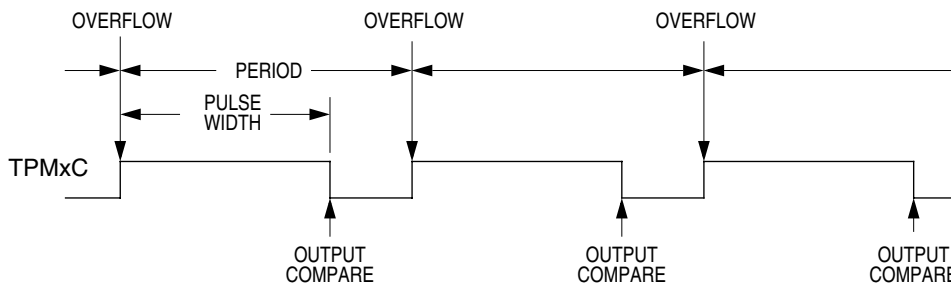 OVERFLOW OVERFLOW OVERFLOW
PERIOD
PULSE
WIDTH
TPMxC
OUTPUT
COMPARE
OUTPUT
COMPARE
OUTPUT
COMPARE